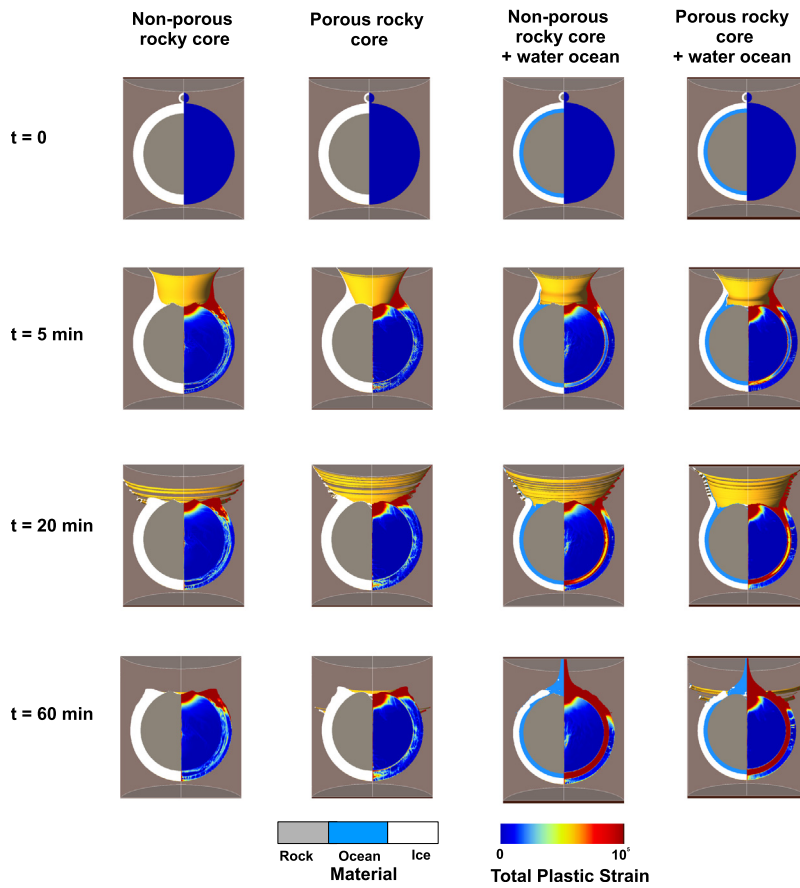 Non-porous
rocky core
Porous rocky
core
Non-porous
rocky core
+ water ocean
Porous rocky
core
+ water ocean
t = 0
t = 5 min
t = 20 min
t = 60 min
Rock Ocean Ice
Material
0 10⁶
Total Plastic Strain